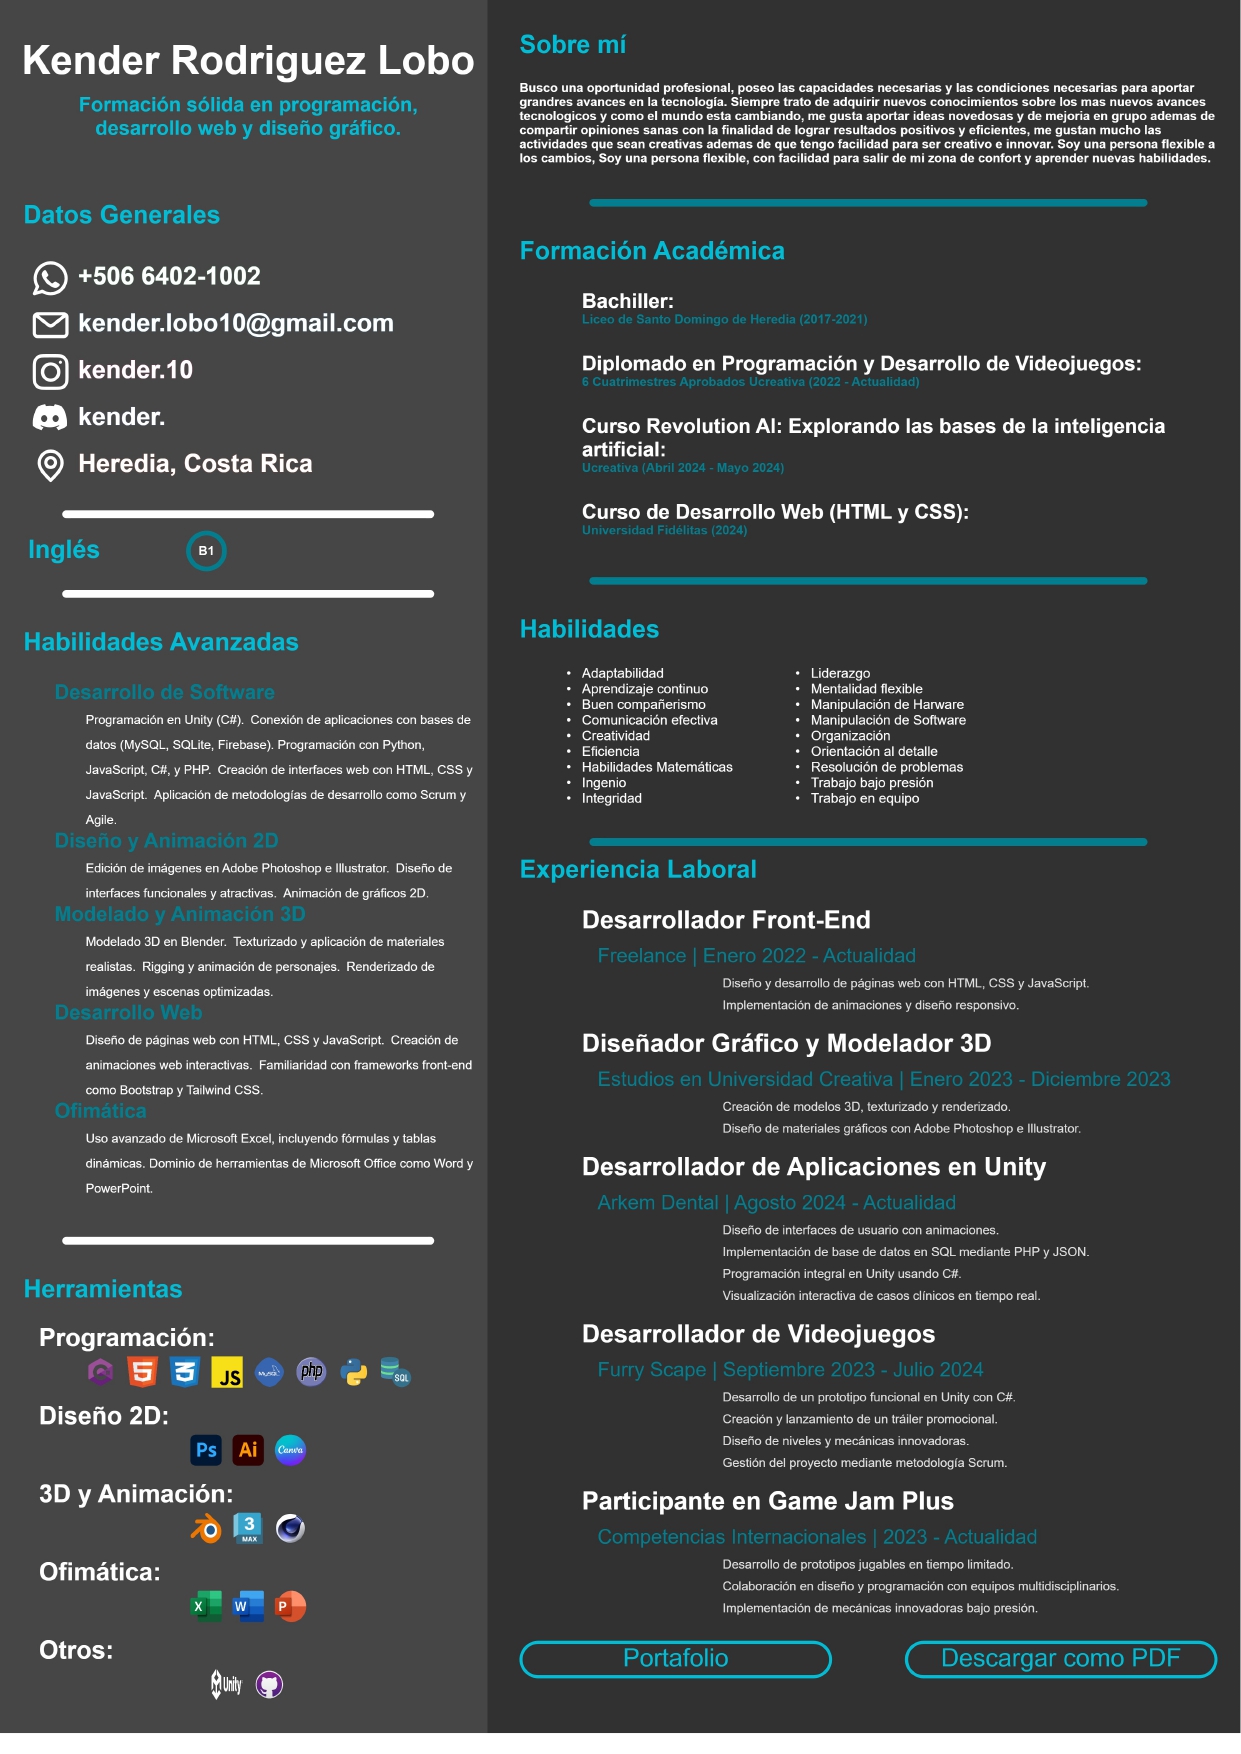 Kender Rodriguez Lobo
Formación sólida en programación,
desarrollo web y diseño gráfico.
Datos Generales
+506 6402-1002
kender.lobo10@gmail.com
kender.10
kender.
Heredia, Costa Rica
Inglés
B1
Habilidades Avanzadas
Desarrollo de Software
Programación en Unity (C#). Conexión de aplicaciones con bases de
datos (MySQL, SQLite, Firebase). Programación con Python,
JavaScript, C#, y PHP. Creación de interfaces web con HTML, CSS y
JavaScript. Aplicación de metodologías de desarrollo como Scrum y
Agile.
Diseño y Animación 2D
Edición de imágenes en Adobe Photoshop e Illustrator. Diseño de
interfaces funcionales y atractivas. Animación de gráficos 2D.
Modelado y Animación 3D
Modelado 3D en Blender. Texturizado y aplicación de materiales
realistas. Rigging y animación de personajes. Renderizado de
imágenes y escenas optimizadas.
Desarrollo Web
Diseño de páginas web con HTML, CSS y JavaScript. Creación de
animaciones web interactivas. Familiaridad con frameworks front-end
como Bootstrap y Tailwind CSS.
Ofimática
Uso avanzado de Microsoft Excel, incluyendo fórmulas y tablas
dinámicas. Dominio de herramientas de Microsoft Office como Word y
PowerPoint.
Herramientas
Programación:
5 3 JS MySQL php SQL
Diseño 2D:
Ps Ai Canva
3D y Animación:
3 MAX
Ofimática:
X W P
Otros:
Unity
Sobre mí
Busco una oportunidad profesional, poseo las capacidades necesarias y las condiciones necesarias para aportar
grandres avances en la tecnología. Siempre trato de adquirir nuevos conocimientos sobre los mas nuevos avances
tecnologicos y como el mundo esta cambiando, me gusta aportar ideas novedosas y de mejoria en grupo ademas de
compartir opiniones sanas con la finalidad de lograr resultados positivos y eficientes, me gustan mucho las
actividades que sean creativas ademas de que tengo facilidad para ser creativo e innovar. Soy una persona flexible a
los cambios, Soy una persona flexible, con facilidad para salir de mi zona de confort y aprender nuevas habilidades.
Formación Académica
Bachiller:
Liceo de Santo Domingo de Heredia (2017-2021)
Diplomado en Programación y Desarrollo de Videojuegos:
6 Cuatrimestres Aprobados Ucreativa (2022 - Actualidad)
Curso Revolution AI: Explorando las bases de la inteligencia
artificial:
Ucreativa (Abril 2024 - Mayo 2024)
Curso de Desarrollo Web (HTML y CSS):
Universidad Fidélitas (2024)
Habilidades
• Adaptabilidad
• Aprendizaje continuo
• Buen compañerismo
• Comunicación efectiva
• Creatividad
• Eficiencia
• Habilidades Matemáticas
• Ingenio
• Integridad
• Liderazgo
• Mentalidad flexible
• Manipulación de Harware
• Manipulación de Software
• Organización
• Orientación al detalle
• Resolución de problemas
• Trabajo bajo presión
• Trabajo en equipo
Experiencia Laboral
Desarrollador Front-End
Freelance | Enero 2022 - Actualidad
Diseño y desarrollo de páginas web con HTML, CSS y JavaScript.
Implementación de animaciones y diseño responsivo.
Diseñador Gráfico y Modelador 3D
Estudios en Universidad Creativa | Enero 2023 - Diciembre 2023
Creación de modelos 3D, texturizado y renderizado.
Diseño de materiales gráficos con Adobe Photoshop e Illustrator.
Desarrollador de Aplicaciones en Unity
Arkem Dental | Agosto 2024 - Actualidad
Diseño de interfaces de usuario con animaciones.
Implementación de base de datos en SQL mediante PHP y JSON.
Programación integral en Unity usando C#.
Visualización interactiva de casos clínicos en tiempo real.
Desarrollador de Videojuegos
Furry Scape | Septiembre 2023 - Julio 2024
Desarrollo de un prototipo funcional en Unity con C#.
Creación y lanzamiento de un tráiler promocional.
Diseño de niveles y mecánicas innovadoras.
Gestión del proyecto mediante metodología Scrum.
Participante en Game Jam Plus
Competencias Internacionales | 2023 - Actualidad
Desarrollo de prototipos jugables en tiempo limitado.
Colaboración en diseño y programación con equipos multidisciplinarios.
Implementación de mecánicas innovadoras bajo presión.
Portafolio
Descargar como PDF